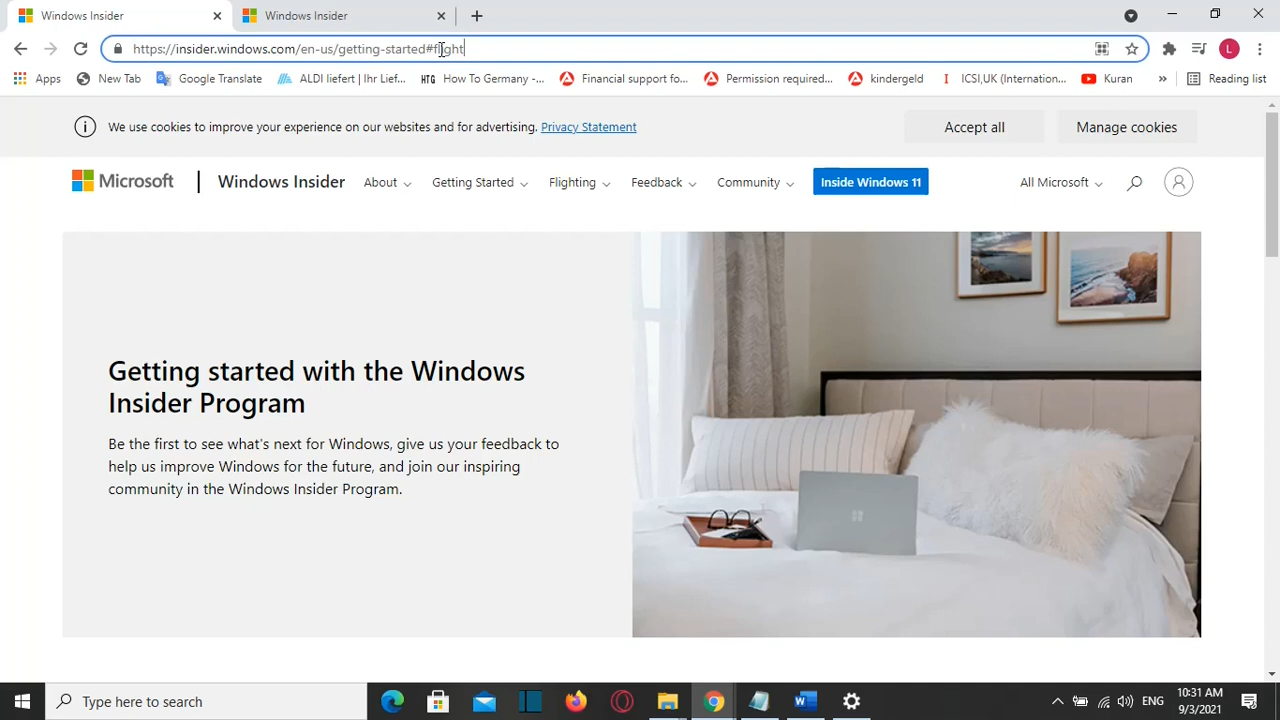 Windows Insider
Windows Insider
https://insider.windows.com/en-us/getting-started#flight
Apps
New Tab
Google Translate
ALDI liefert | Ihr Lief...
HTG How To Germany -...
Financial support fo...
Permission required...
kindergeld
I ICSI,UK (Internation...
Kuran
»
Reading list
L
We use cookies to improve your experience on our websites and for advertising. Privacy Statement
Accept all
Manage cookies
Microsoft
Windows Insider
About
Getting Started
Flighting
Feedback
Community
Inside Windows 11
All Microsoft
Getting started with the Windows
Insider Program
Be the first to see what's next for Windows, give us your feedback to
help us improve Windows for the future, and join our inspiring
community in the Windows Insider Program.
Type here to search
ENG
10:31 AM
9/3/2021